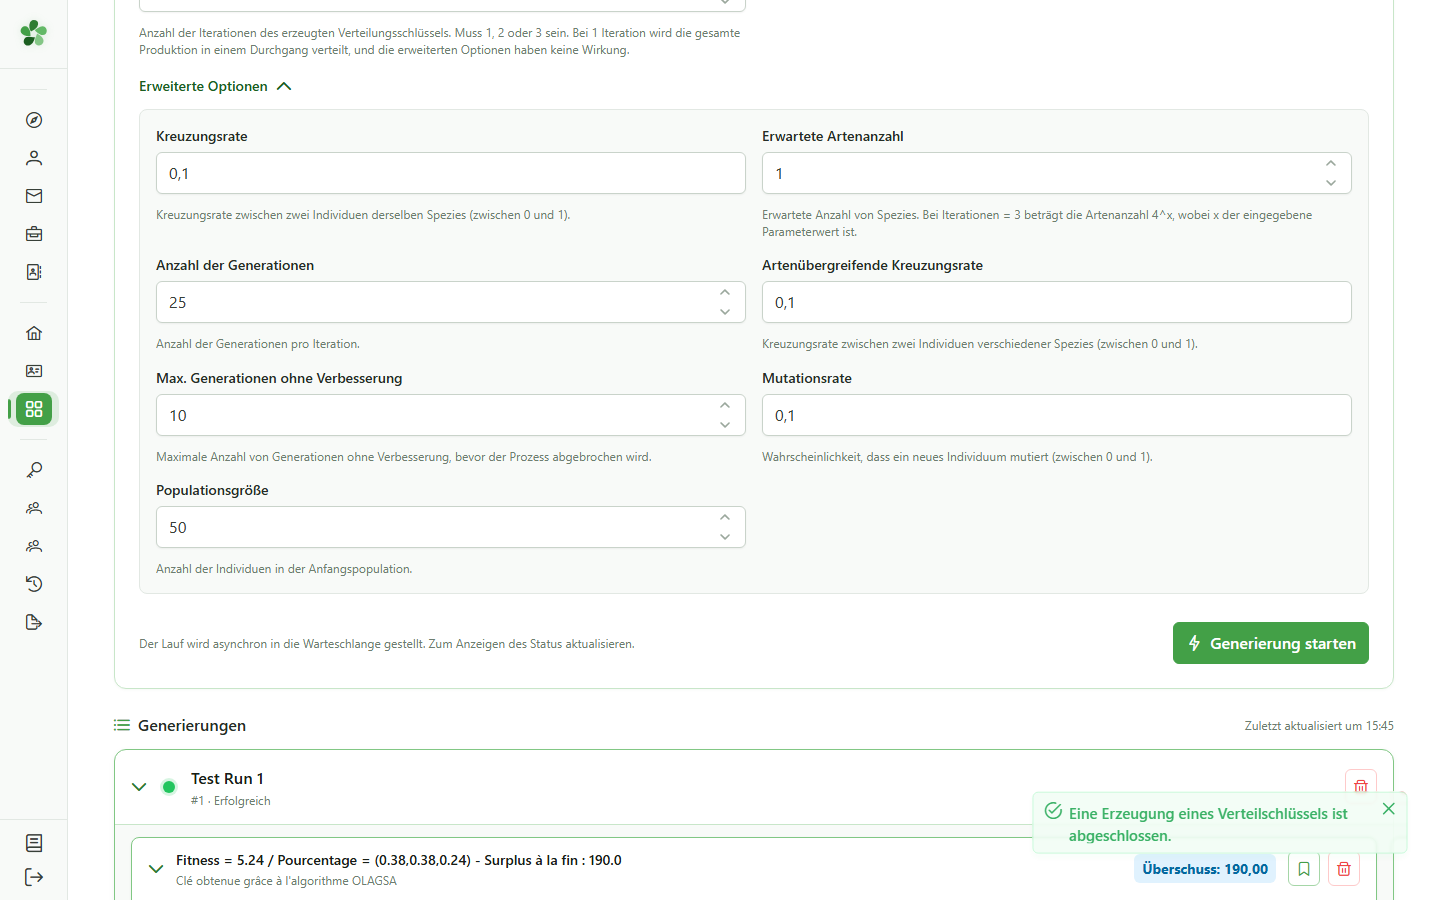 Anzahl der Iterationen des erzeugten Verteilungsschlüssels. Muss 1, 2 oder 3 sein. Bei 1 Iteration wird die gesamte
Produktion in einem Durchgang verteilt, und die erweiterten Optionen haben keine Wirkung.
Erweiterte Optionen
Kreuzungsrate
0,1
Kreuzungsrate zwischen zwei Individuen derselben Spezies (zwischen 0 und 1).
Erwartete Artenanzahl
1
Erwartete Anzahl von Spezies. Bei Iterationen = 3 beträgt die Artenanzahl 4^x, wobei x der eingegebene
Parameterwert ist.
Anzahl der Generationen
25
Anzahl der Generationen pro Iteration.
Artenübergreifende Kreuzungsrate
0,1
Kreuzungsrate zwischen zwei Individuen verschiedener Spezies (zwischen 0 und 1).
Max. Generationen ohne Verbesserung
10
Maximale Anzahl von Generationen ohne Verbesserung, bevor der Prozess abgebrochen wird.
Mutationsrate
0,1
Wahrscheinlichkeit, dass ein neues Individuum mutiert (zwischen 0 und 1).
Populationsgröße
50
Anzahl der Individuen in der Anfangspopulation.
Der Lauf wird asynchron in die Warteschlange gestellt. Zum Anzeigen des Status aktualisieren.
Generierung starten
Generierungen
Zuletzt aktualisiert um 15:45
Test Run 1
#1 · Erfolgreich
Eine Erzeugung eines Verteilschlüssels ist
abgeschlossen.
Fitness = 5.24 / Pourcentage = (0.38,0.38,0.24) - Surplus à la fin : 190.0
Clé obtenue grâce à l'algorithme OLAGSA
Überschuss: 190,00